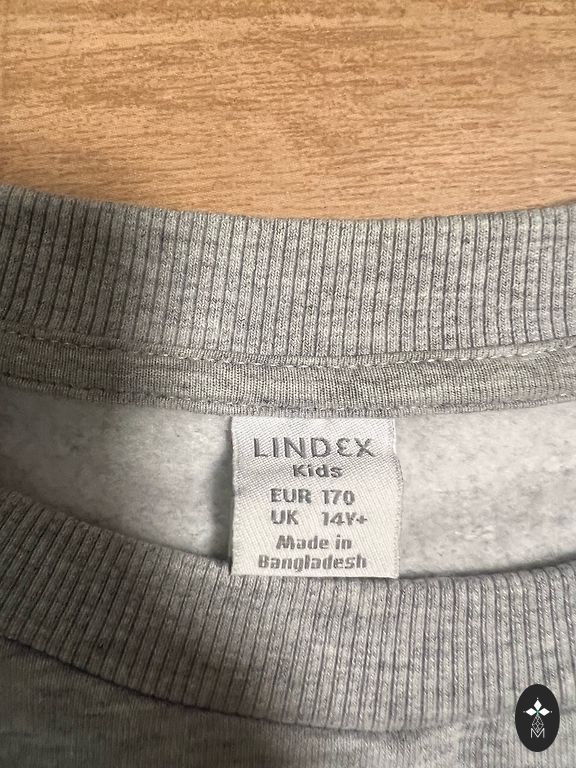 LINDEX
Kids
EUR 170
UK 14Y+
Made in
Bangladesh
M